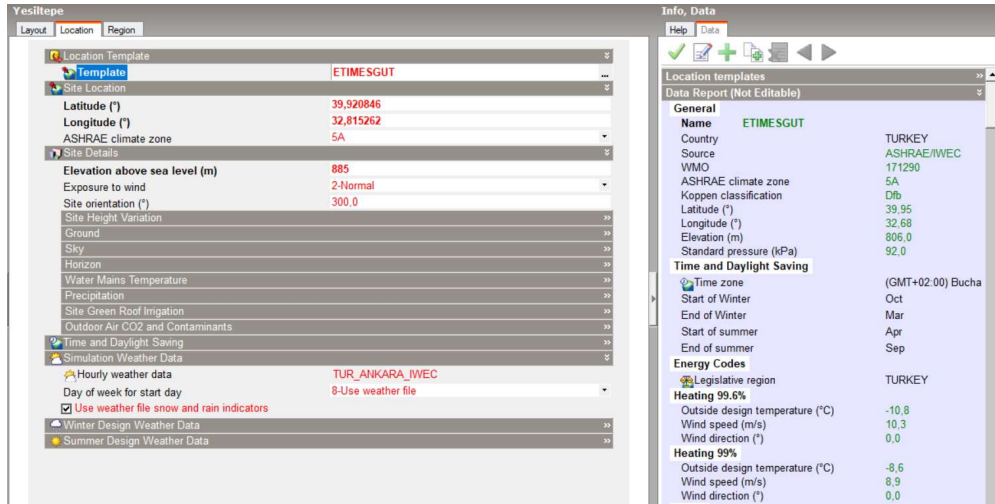 Yesiltepe
Layout Location Region
Location Template
Template ETIMESGUT ...
Site Location
Latitude (°) 39,920846
Longitude (°) 32,815262
ASHRAE climate zone 5A
Site Details
Elevation above sea level (m) 885
Exposure to wind 2-Normal
Site orientation (°) 300,0
Site Height Variation
Ground
Sky
Horizon
Water Mains Temperature
Precipitation
Site Green Roof Irrigation
Outdoor Air CO2 and Contaminants
Time and Daylight Saving
Simulation Weather Data
Hourly weather data TUR_ANKARA_IWEC
Day of week for start day 8-Use weather file
Use weather file snow and rain indicators
Winter Design Weather Data
Summer Design Weather Data
Info, Data
Help Data
Location templates
Data Report (Not Editable)
General
Name ETIMESGUT
Country TURKEY
Source ASHRAE/IWEC
WMO 171290
ASHRAE climate zone 5A
Koppen classification Dfb
Latitude (°) 39,95
Longitude (°) 32,68
Elevation (m) 806,0
Standard pressure (kPa) 92,0
Time and Daylight Saving
Time zone (GMT+02:00) Bucha
Start of Winter Oct
End of Winter Mar
Start of summer Apr
End of summer Sep
Energy Codes
Legislative region TURKEY
Heating 99.6%
Outside design temperature (°C) -10,8
Wind speed (m/s) 10,3
Wind direction (°) 0,0
Heating 99%
Outside design temperature (°C) -8,6
Wind speed (m/s) 8,9
Wind direction (°) 0,0